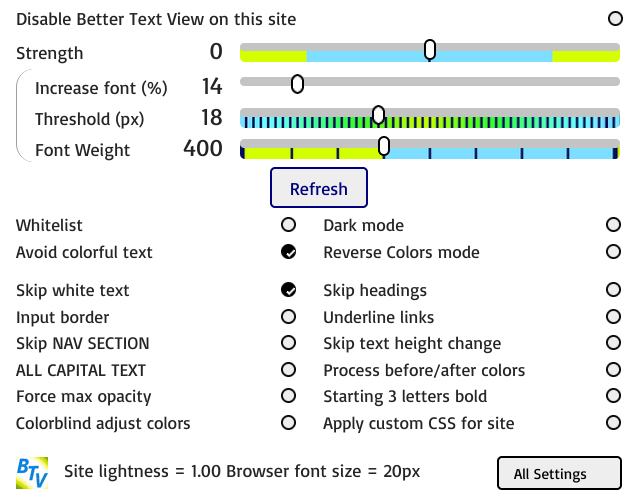 Disable Better Text View on this site
Strength 0
Increase font (%) 14
Threshold (px) 18
Font Weight 400
Refresh
Whitelist Dark mode
Avoid colorful text Reverse Colors mode
Skip white text Skip headings
Input border Underline links
Skip NAV SECTION Skip text height change
ALL CAPITAL TEXT Process before/after colors
Force max opacity Starting 3 letters bold
Colorblind adjust colors Apply custom CSS for site
BTV Site lightness = 1.00 Browser font size = 20px All Settings